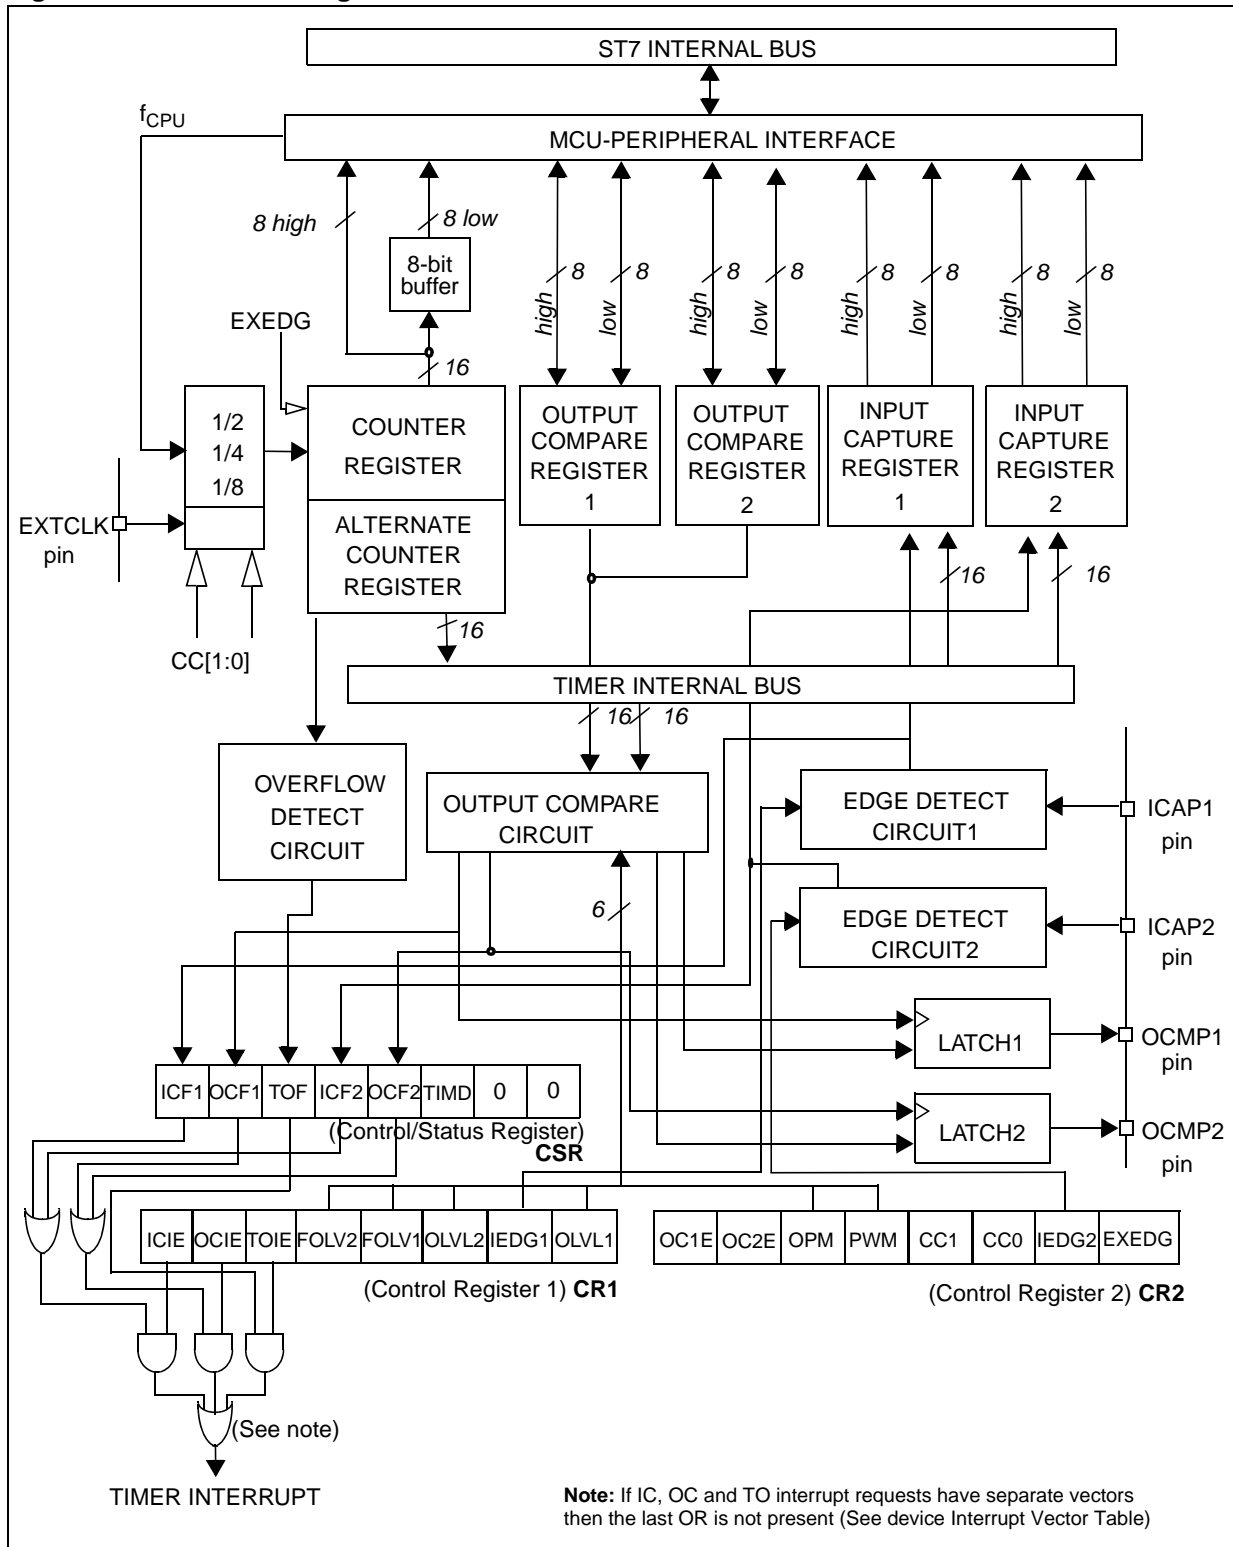 ST7 INTERNAL BUS
fCPU
MCU-PERIPHERAL INTERFACE
8 high
8 low
8-bit
buffer
8
8
8
8
8
8
8
8
high
low
high
low
high
low
high
low
EXEDG
16
1/2
1/4
1/8
COUNTER
REGISTER
OUTPUT
COMPARE
REGISTER
1
OUTPUT
COMPARE
REGISTER
2
INPUT
CAPTURE
REGISTER
1
INPUT
CAPTURE
REGISTER
2
EXTCLK
pin
ALTERNATE
COUNTER
REGISTER
16
16
16
CC[1:0]
TIMER INTERNAL BUS
16
16
OVERFLOW
DETECT
CIRCUIT
OUTPUT COMPARE
CIRCUIT
EDGE DETECT
CIRCUIT1
ICAP1
pin
6
EDGE DETECT
CIRCUIT2
ICAP2
pin
LATCH1
OCMP1
pin
ICF1 OCF1 TOF ICF2 OCF2 TIMD 0 0
(Control/Status Register)
CSR
LATCH2
OCMP2
pin
ICIE OCIE TOIE FOLV2 FOLV1 OLVL2 IEDG1 OLVL1
(Control Register 1) CR1
OC1E OC2E OPM PWM CC1 CC0 IEDG2 EXEDG
(Control Register 2) CR2
(See note)
TIMER INTERRUPT
Note: If IC, OC and TO interrupt requests have separate vectors
then the last OR is not present (See device Interrupt Vector Table)